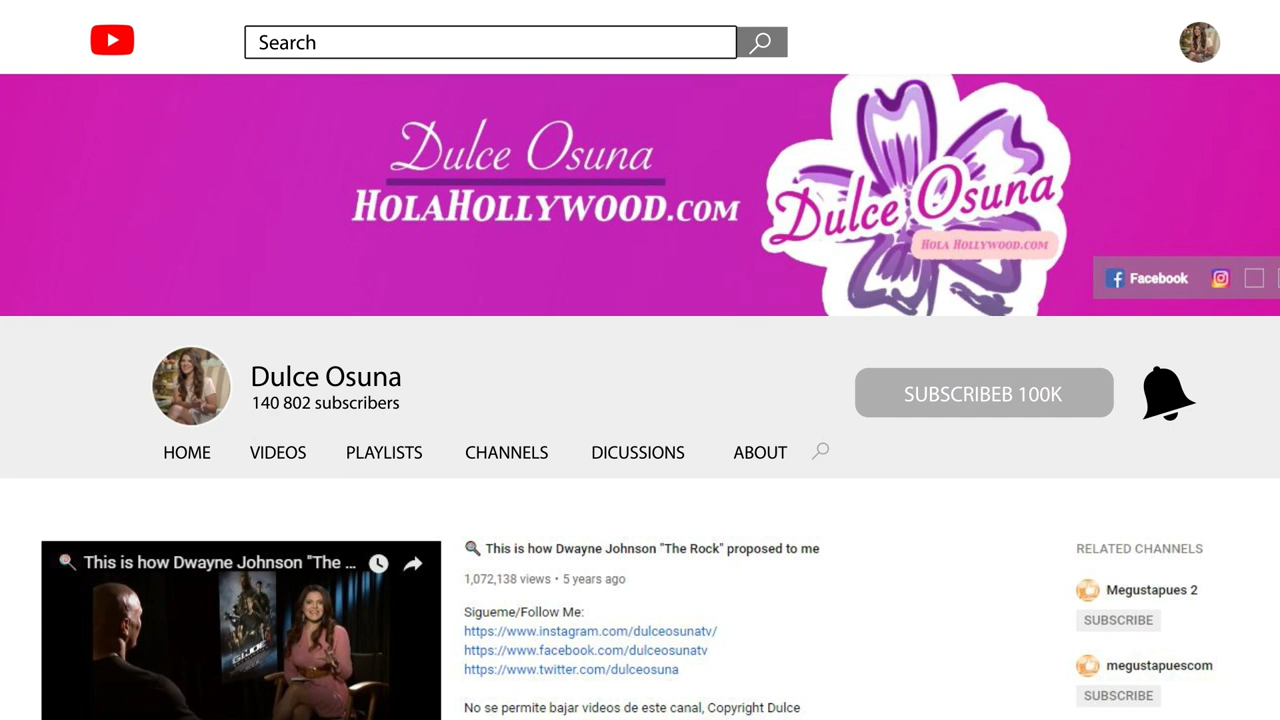 Search
Dulce Osuna
HOLAHOLLYWOOD.COM
Dulce Osuna
HOLA HOLLYWOOD.COM
Facebook
Dulce Osuna
140 802 subscribers
SUBSCRIBEB 100K
HOME VIDEOS PLAYLISTS CHANNELS DICUSSIONS ABOUT
This is how Dwayne Johnson "The ...
G.I. JOE
This is how Dwayne Johnson "The Rock" proposed to me
1,072,138 views • 5 years ago
Sigueme/Follow Me:
https://www.instagram.com/dulceosunatv/
https://www.facebook.com/dulceosunatv
https://www.twitter.com/dulceosuna
No se permite bajar videos de este canal, Copyright Dulce
RELATED CHANNELS
Megustapues 2
SUBSCRIBE
megustapuescom
SUBSCRIBE